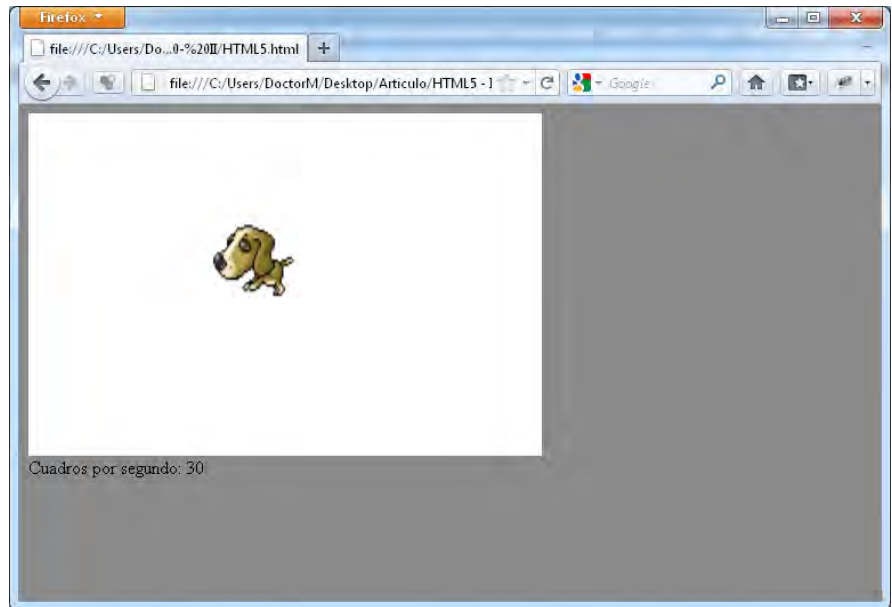 Firefox
file:///C:/Users/Do...0-%20II/HTML5.html
file:///C:/Users/DoctorM/Desktop/Articulo/HTML5 - I
Google
Cuadros por segundo: 30